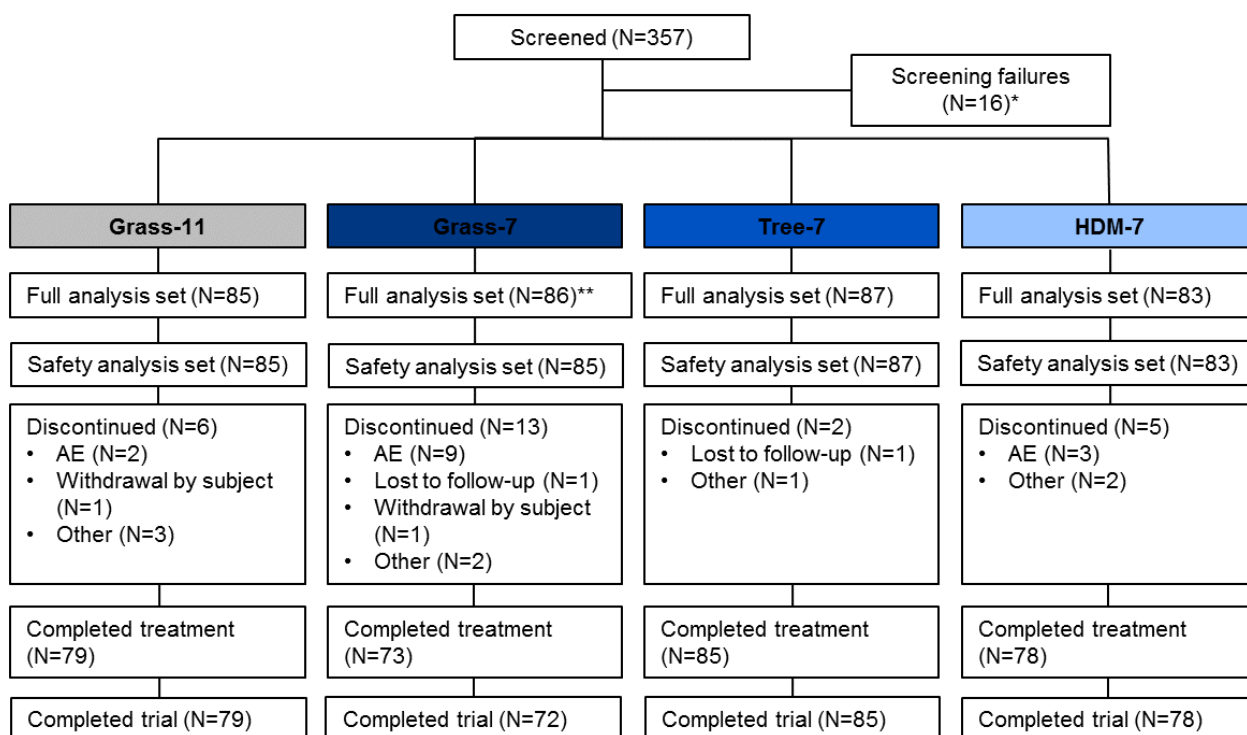 Screened (N=357)
Screening failures
(N=16)*
Grass-11
Grass-7
Tree-7
HDM-7
Full analysis set (N=85)
Full analysis set (N=86)**
Full analysis set (N=87)
Full analysis set (N=83)
Safety analysis set (N=85)
Safety analysis set (N=85)
Safety analysis set (N=87)
Safety analysis set (N=83)
Discontinued (N=6)
• AE (N=2)
• Withdrawal by subject
(N=1)
• Other (N=3)
Discontinued (N=13)
• AE (N=9)
• Lost to follow-up (N=1)
• Withdrawal by subject
(N=1)
• Other (N=2)
Discontinued (N=2)
• Lost to follow-up (N=1)
• Other (N=1)
Discontinued (N=5)
• AE (N=3)
• Other (N=2)
Completed treatment
(N=79)
Completed treatment
(N=73)
Completed treatment
(N=85)
Completed treatment
(N=78)
Completed trial (N=79)
Completed trial (N=72)
Completed trial (N=85)
Completed trial (N=78)